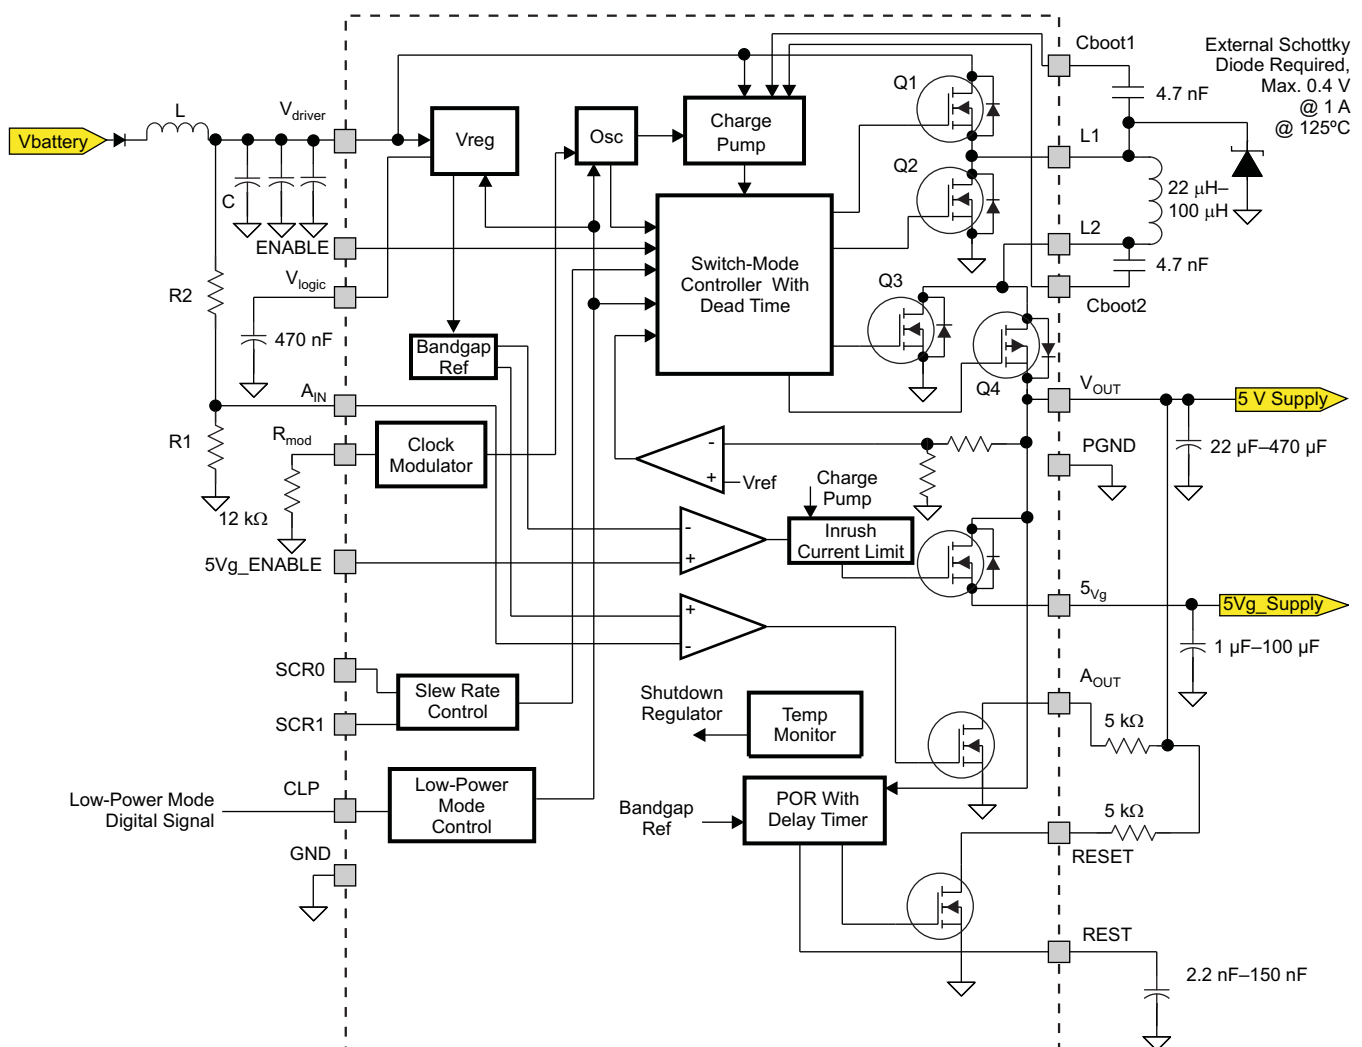 Cboot1
External Schottky
Diode Required,
Max. 0.4 V
@ 1 A
@ 125ºC
4.7 nF
L
Vdriver
Vbattery
Vreg
Osc
Charge
Pump
Q1
Q2
L1
22 μH–
100 μH
C
ENABLE
L2
4.7 nF
Cboot2
Vlogic
R2
470 nF
Switch-Mode
Controller With
Dead Time
Q3
Q4
Bandgap
Ref
AIN
VOUT
5 V Supply
R1
Rmod
Clock
Modulator
-
+
Vref
PGND
22 µF–470 µF
12 kΩ
Charge
Pump
-
+
Inrush
Current Limit
5Vg_ENABLE
5Vg
5Vg_Supply
+
-
1 µF–100 µF
SCR0
SCR1
Slew Rate
Control
Shutdown
Regulator
Temp
Monitor
AOUT
5 kΩ
CLP
Low-Power Mode
Digital Signal
Low-Power
Mode
Control
Bandgap
Ref
POR With
Delay Timer
5 kΩ
RESET
GND
REST
2.2 nF–150 nF